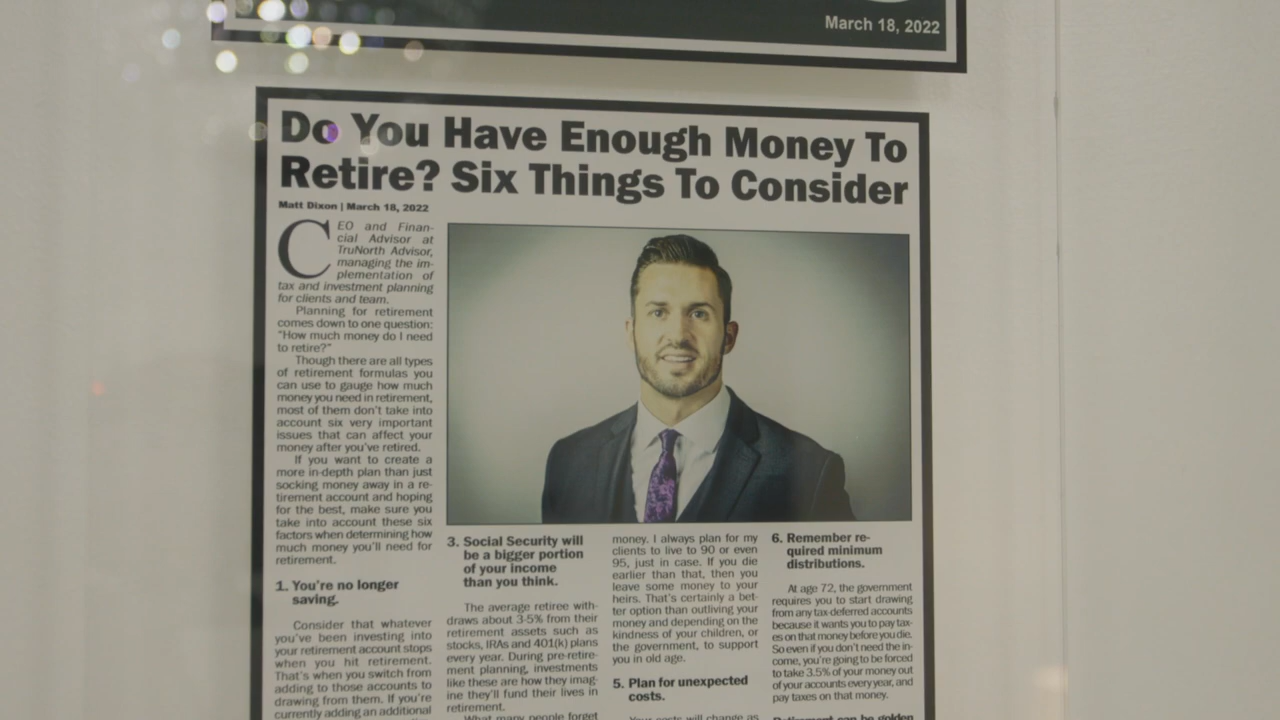 March 18, 2022
Do You Have Enough Money To
Retire? Six Things To Consider
Matt Dixon | March 18, 2022
CEO and Finan-
cial Advisor at
TruNorth Advisor,
managing the im-
plementation of
tax and investment planning
for clients and team.
Planning for retirement
comes down to one question:
"How much money do I need
to retire?"
Though there are all types
of retirement formulas you
can use to gauge how much
money you need in retirement,
most of them don't take into
account six very important
issues that can affect your
money after you've retired.
If you want to create a
more in-depth plan than just
socking money away in a re-
tirement account and hoping
for the best, make sure you
take into account these six
factors when determining how
much money you'll need for
retirement.
1. You're no longer
saving.
Consider that whatever
you've been investing into
your retirement account stops
when you hit retirement.
That's when you switch from
adding to those accounts to
drawing from them. If you're
currently adding an additional
3. Social Security will
be a bigger portion
of your income
than you think.
The average retiree with-
draws about 3-5% from their
retirement assets such as
stocks, IRAs and 401(k) plans
every year. During pre-retire-
ment planning, investments
like these are how they imag-
ine they'll fund their lives in
retirement.
What many people forget
money. I always plan for my
clients to live to 90 or even
95, just in case. If you die
earlier than that, then you
leave some money to your
heirs. That's certainly a bet-
ter option than outliving your
money and depending on the
kindness of your children, or
the government, to support
you in old age.
5. Plan for unexpected
costs.
Your costs will change as
6. Remember re-
quired minimum
distributions.
At age 72, the government
requires you to start drawing
from any tax-deferred accounts
because it wants you to pay tax-
es on that money before you die.
So even if you don't need the in-
come, you're going to be forced
to take 3.5% of your money out
of your accounts every year, and
pay taxes on that money.
Retirement can be golden